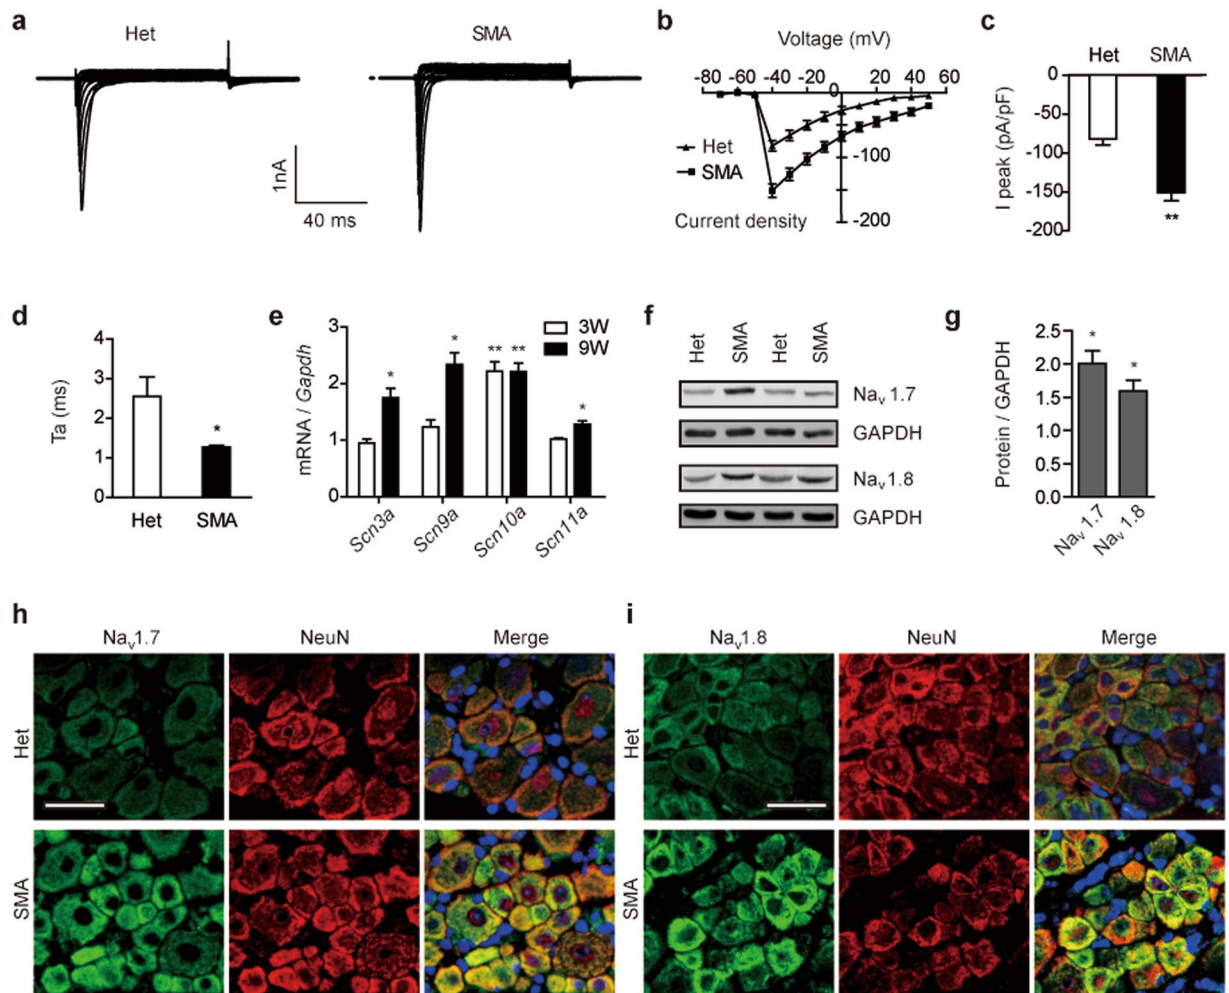 a
Het
SMA
1nA
40 ms
b
Voltage (mV)
-80 -60 -40 -20 0 20 40 60
-100
-200
Het
SMA
Current density
c
Het SMA
I peak (pA/pF)
0
-50
-100
-150
-200
**
d
Ta (ms)
4
3
2
1
0
*
Het SMA
e
mRNA / Gapdh
3
2
1
0
3W
9W
* * ** ** *
Scn3a Scn9a Scn10a Scn11a
f
Het SMA Het SMA
Nav 1.7
GAPDH
Nav 1.8
GAPDH
g
Protein / GAPDH
2.5
2.0
1.5
1.0
0.5
0.0
* *
Nav 1.7 Nav 1.8
h
Nav1.7 NeuN Merge
Het
SMA
i
Nav1.8 NeuN Merge
Het
SMA